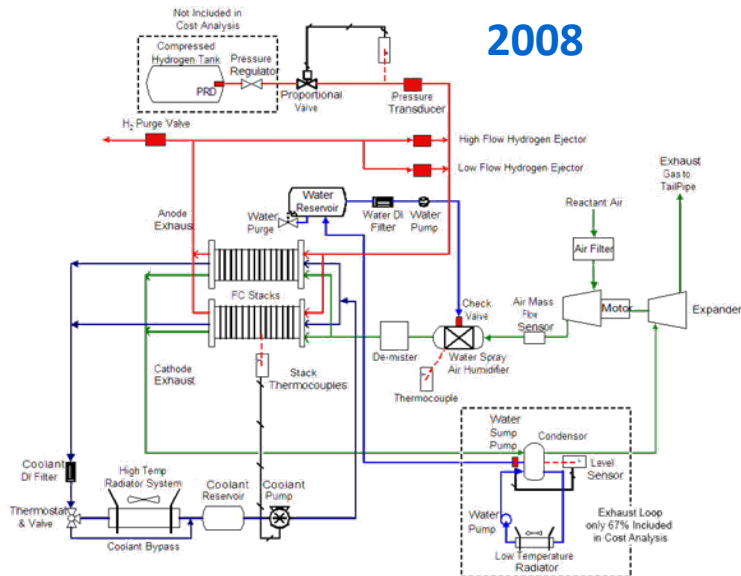 Not Included in
Cost Analysis
2008
Compressed
Hydrogen Tank
Pressure
Regulator
PRD
Proportional
Valve
Pressure
Transducer
H₂ Purge Valve
High Flow Hydrogen Ejector
Low Flow Hydrogen Ejector
Exhaust
Gas to
TailPipe
Water
Reservoir
Reactant Air
Water
Purge
Water DI
Filter
Water
Pump
Anode
Exhaus
Air Filter
FC Stacks
Check
Valve
Air Mass
Flow
Sensor
Motor
Expander
De-mister
Water Spray
Air Humidifier
Cathode
Exhaust
Stack
Thermocouples
Thermocouple
Water
Sump
Pump
Condensor
Level
Sensor
Coolant
DI Filter
High Temp
Radiator System
Coolant
Reservoir
Coolant
Pump
Thermostat
& Valve
Coolant Bypass
Water
Pump
Exhaust Loop
only 67% Included
in Cost Analysis
Low Temperature
Radiator